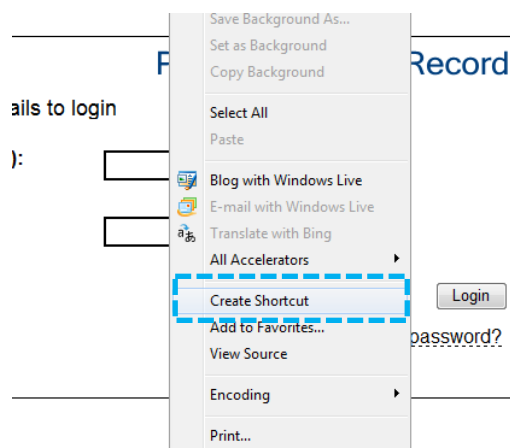 Save Background As...
Set as Background
Record
Copy Background
ails to login
Select All
Paste
):
Blog with Windows Live
E-mail with Windows Live
Translate with Bing
All Accelerators
Create Shortcut
Login
Add to Favorites...
password?
View Source
Encoding
Print...